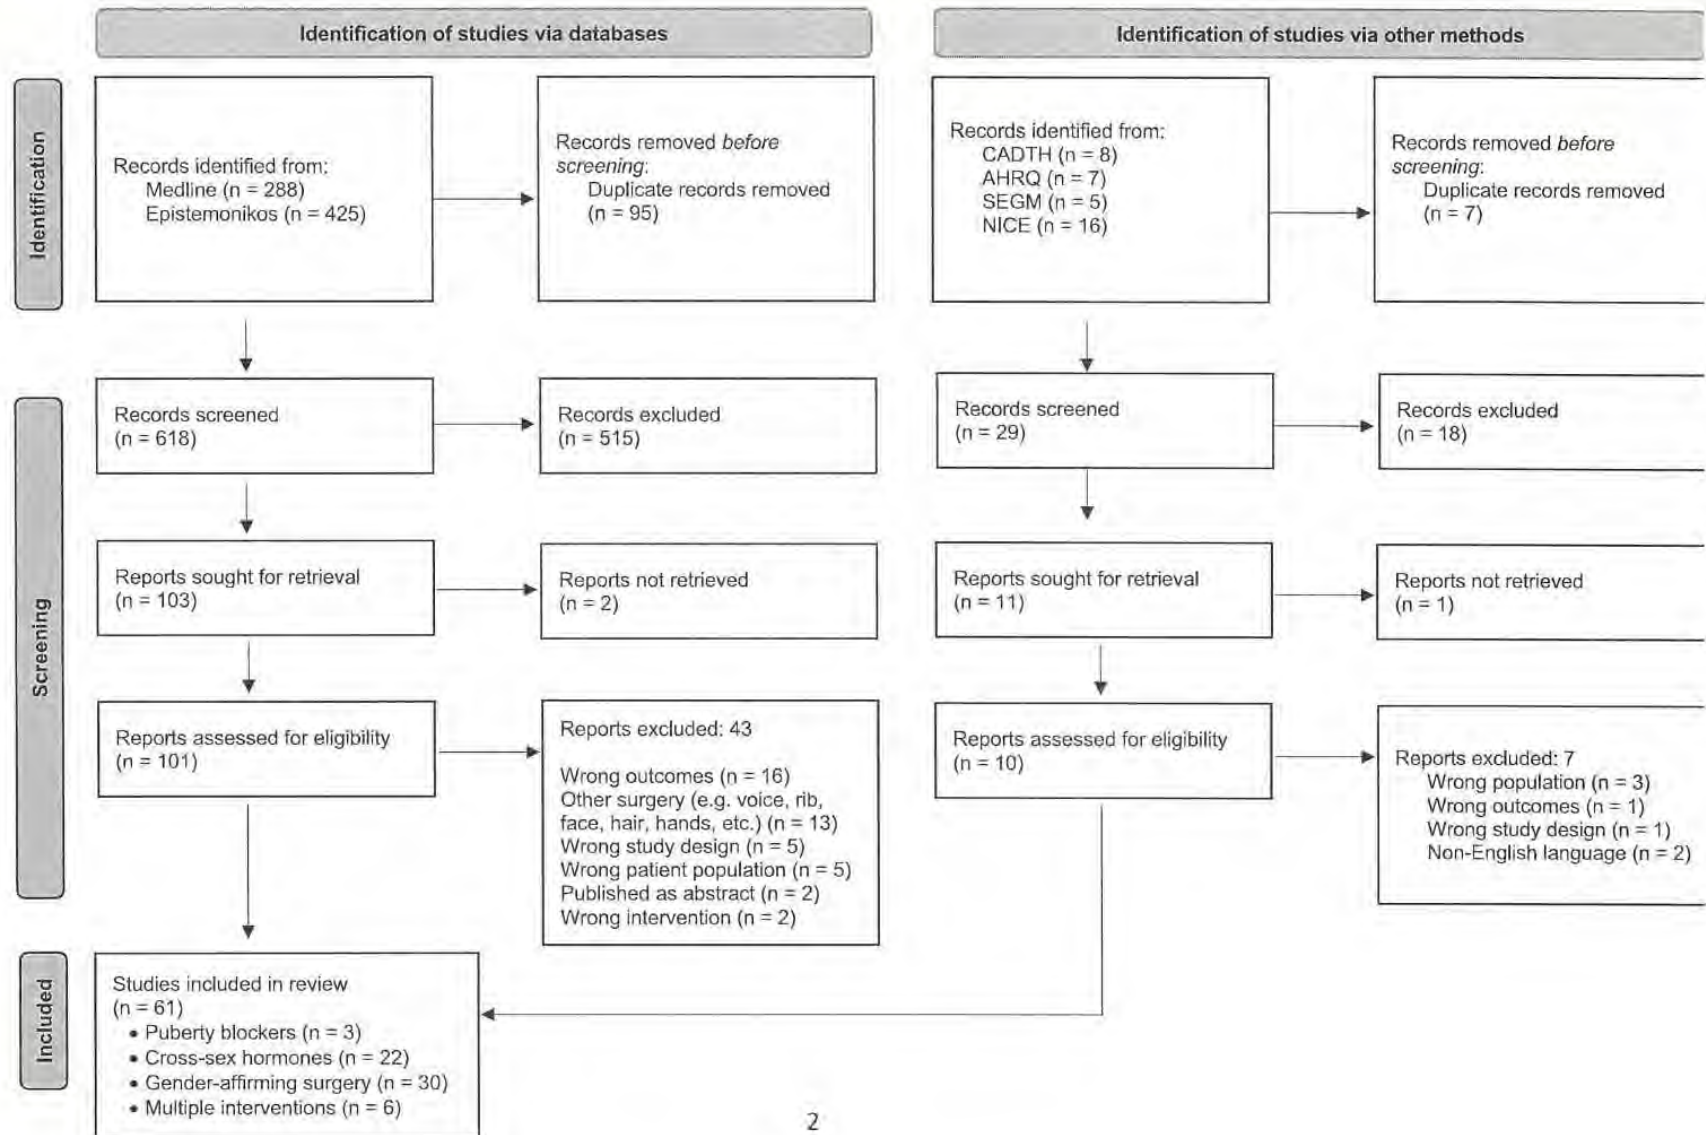 Identification of studies via databases
Identification of studies via other methods
Identification
Records identified from:
Medline (n = 288)
Epistemonikos (n = 425)
Records removed before
screening:
Duplicate records removed
(n = 95)
Records identified from:
CADTH (n = 8)
AHRQ (n = 7)
SEGM (n = 5)
NICE (n = 16)
Records removed before
screening:
Duplicate records removed
(n = 7)
Screening
Records screened
(n = 618)
Records excluded
(n = 515)
Records screened
(n = 29)
Records excluded
(n = 18)
Reports sought for retrieval
(n = 103)
Reports not retrieved
(n = 2)
Reports sought for retrieval
(n = 11)
Reports not retrieved
(n = 1)
Reports assessed for eligibility
(n = 101)
Reports excluded: 43
Wrong outcomes (n = 16)
Other surgery (e.g. voice, rib,
face, hair, hands, etc.) (n = 13)
Wrong study design (n = 5)
Wrong patient population (n = 5)
Published as abstract (n = 2)
Wrong intervention (n = 2)
Reports assessed for eligibility
(n = 10)
Reports excluded: 7
Wrong population (n = 3)
Wrong outcomes (n = 1)
Wrong study design (n = 1)
Non-English language (n = 2)
Included
Studies included in review
(n = 61)
• Puberty blockers (n = 3)
• Cross-sex hormones (n = 22)
• Gender-affirming surgery (n = 30)
• Multiple interventions (n = 6)
2